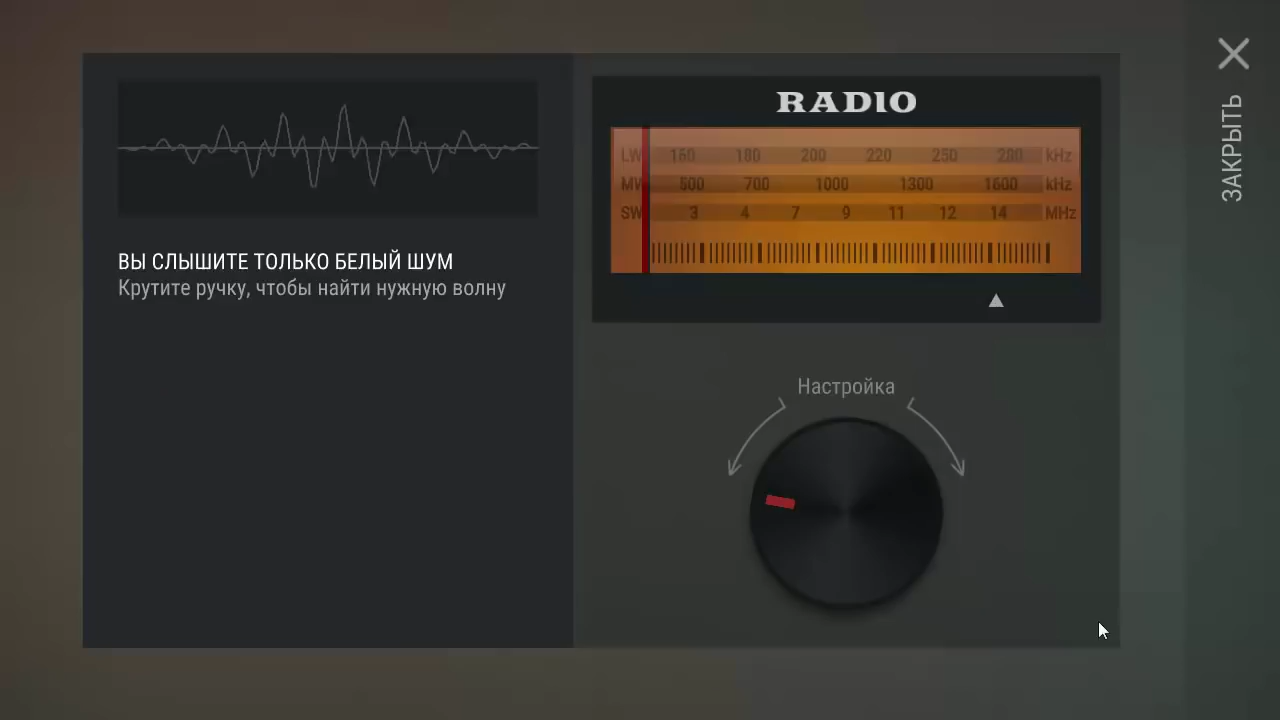 ЗАКРЫТЬ
RADIO
LW 160 180 200 220 250 280 kHz
MW 500 700 1000 1300 1600 kHz
SW 3 4 7 9 11 12 14 MHz
ВЫ СЛЫШИТЕ ТОЛЬКО БЕЛЫЙ ШУМ
Крутите ручку, чтобы найти нужную волну
Настройка